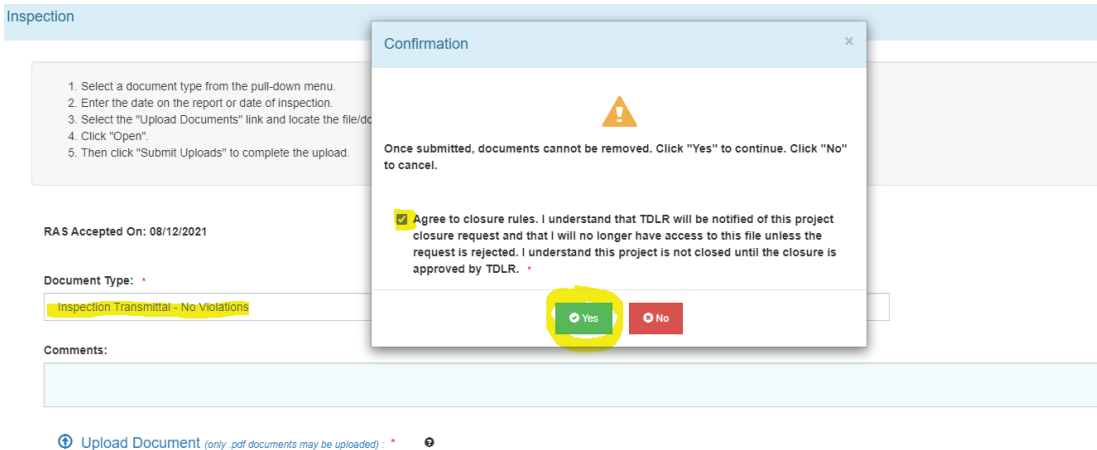 Inspection
Confirmation
×
1. Select a document type from the pull-down menu.
2. Enter the date on the report or date of inspection.
3. Select the "Upload Documents" link and locate the file/do
4. Click "Open".
5. Then click "Submit Uploads" to complete the upload.
Once submitted, documents cannot be removed. Click "Yes" to continue. Click "No"
to cancel.
Agree to closure rules. I understand that TDLR will be notified of this project
closure request and that I will no longer have access to this file unless the
request is rejected. I understand this project is not closed until the closure is
approved by TDLR. *
Yes
No
RAS Accepted On: 08/12/2021
Document Type: *
Inspection Transmittal - No Violations
Comments:
Upload Document (only .pdf documents may be uploaded) : *